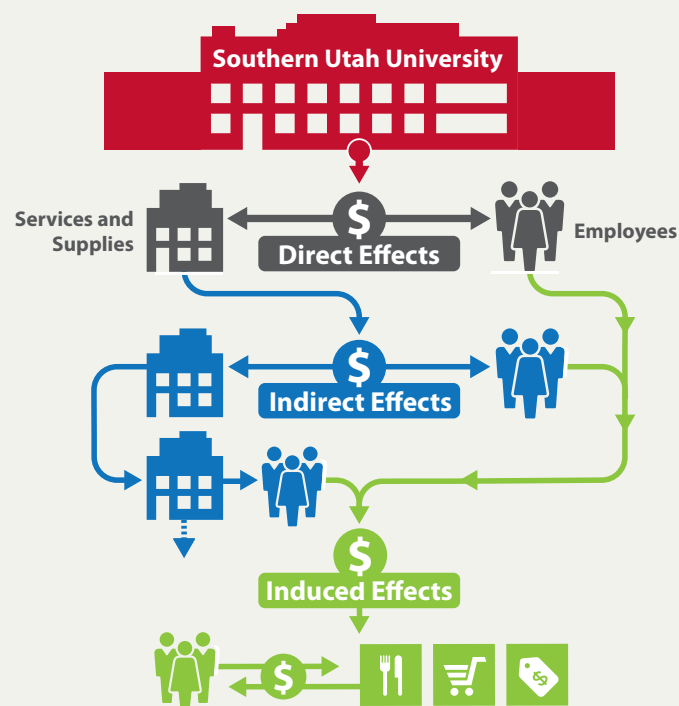 Southern Utah University
Services and
Supplies
$
Employees
Direct Effects
$
Indirect Effects
$
Induced Effects
$